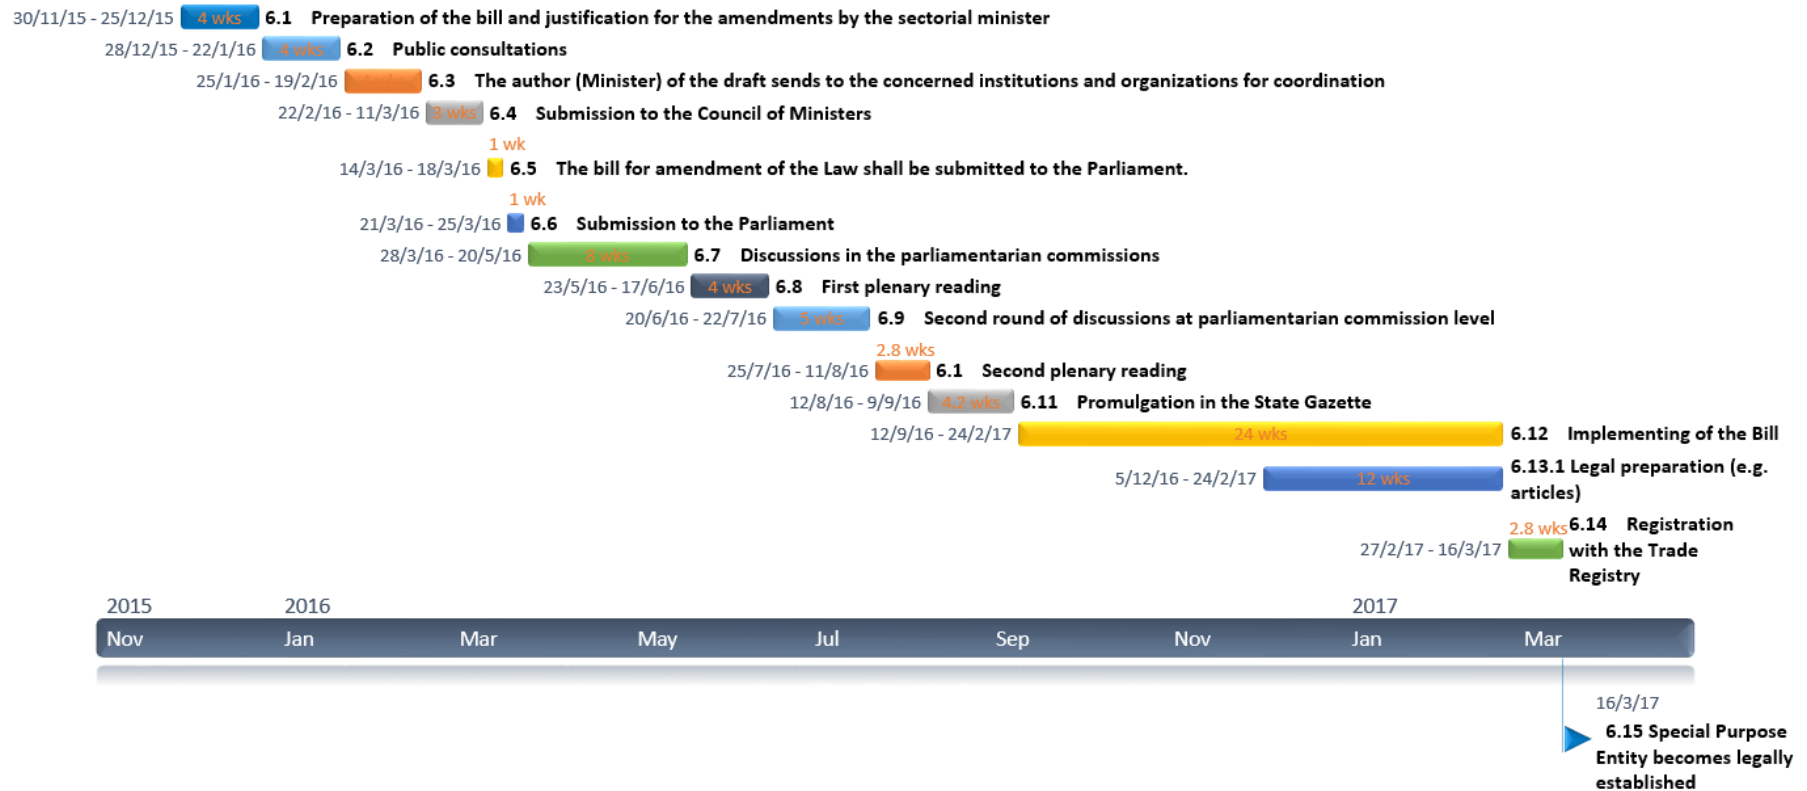 30/11/15 - 25/12/15 4 wks 6.1 Preparation of the bill and justification for the amendments by the sectorial minister
28/12/15 - 22/1/16 4 wks 6.2 Public consultations
25/1/16 - 19/2/16 6.3 The author (Minister) of the draft sends to the concerned institutions and organizations for coordination
22/2/16 - 11/3/16 3 wks 6.4 Submission to the Council of Ministers
1 wk
14/3/16 - 18/3/16 6.5 The bill for amendment of the Law shall be submitted to the Parliament.
1 wk
21/3/16 - 25/3/16 6.6 Submission to the Parliament
28/3/16 - 20/5/16 8 wks 6.7 Discussions in the parliamentarian commissions
23/5/16 - 17/6/16 4 wks 6.8 First plenary reading
20/6/16 - 22/7/16 5 wks 6.9 Second round of discussions at parliamentarian commission level
2.8 wks
25/7/16 - 11/8/16 6.1 Second plenary reading
12/8/16 - 9/9/16 4.2 wks 6.11 Promulgation in the State Gazette
12/9/16 - 24/2/17 24 wks 6.12 Implementing of the Bill
5/12/16 - 24/2/17 12 wks 6.13.1 Legal preparation (e.g.
articles)
2.8 wks 6.14 Registration
27/2/17 - 16/3/17 with the Trade
Registry
2015 2016 2017
Nov Jan Mar May Jul Sep Nov Jan Mar
16/3/17
6.15 Special Purpose
Entity becomes legally
established